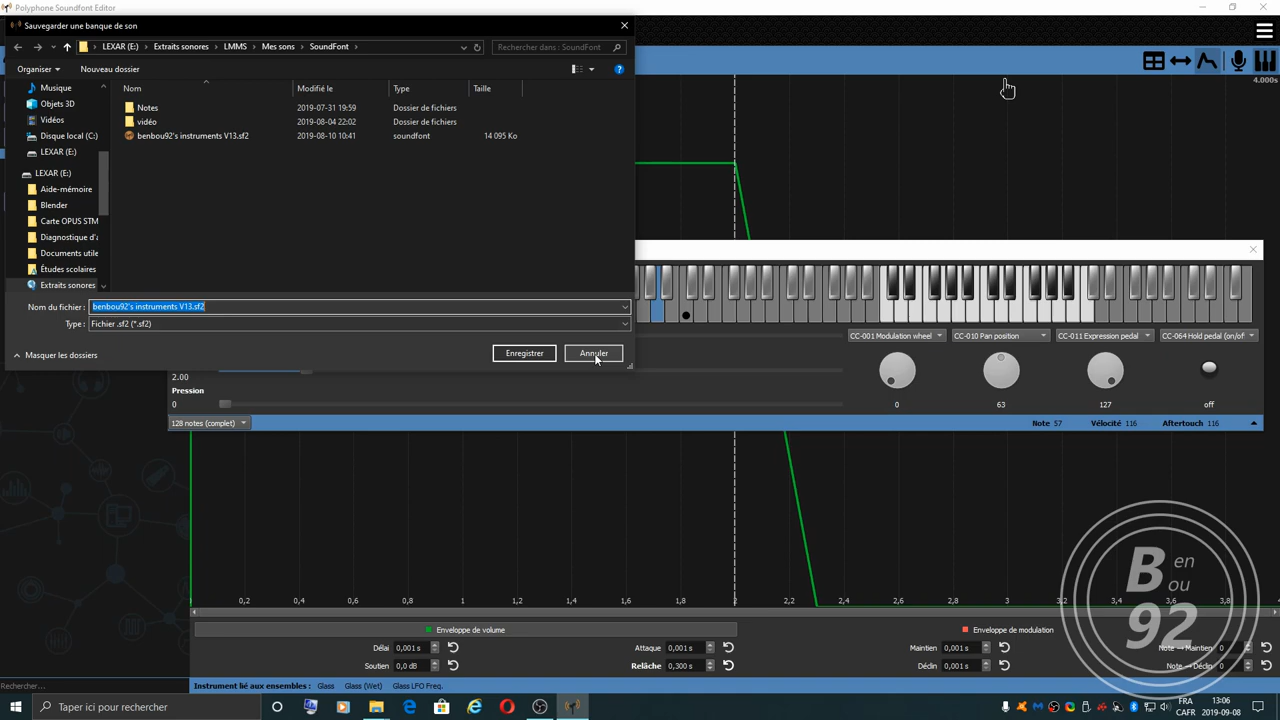 Polyphone Soundfont Editor
Sauvegarder une banque de son
LEXAR (E:) > Extraits sonores > LMMS > Mes sons > SoundFont >
Rechercher dans : SoundFont
Organiser
Nouveau dossier
4.000s
Nom
Modifié le
Type
Taille
Musique
Objets 3D
Vidéos
Disque local (C:)
LEXAR (E:)
LEXAR (E:)
Aide-mémoire
Blender
Carte OPUS STM
Diagnostique d'a
Documents utile
Études scolaires
Extraits sonores
Notes
2019-07-31 19:59
Dossier de fichiers
vidéo
2019-08-04 22:02
Dossier de fichiers
benbou92's instruments V13.sf2
2019-08-10 10:41
soundfont
14 095 Ko
Nom du fichier :
benbou92's instruments V13.sf2
Type :
Fichier .sf2 (*.sf2)
Masquer les dossiers
Enregistrer
Annuler
CC-001 Modulation wheel
CC-010 Pan position
CC-011 Expression pedal
CC-064 Hold pedal (on/of
2.00
Pression
0
0
63
127
off
128 notes (complet)
Note 57
Vélocité 116
Aftertouch 116
0,2
0,4
0,6
0,8
1
1,2
1,4
1,6
1,8
2
2,2
2,4
2,6
2,8
3
3,2
3,4
3,6
3,8
Enveloppe de volume
Enveloppe de modulation
Délai 0,001 s
Attaque 0,001 s
Maintien 0,001 s
Note → Maintien 0
Soutien 0,0 dB
Relâche 0,300 s
Déclin 0,001 s
Note → Déclin 0
Rechercher...
Instrument lié aux ensembles : Glass Glass (Wet) Glass LFO Freq.
B en
ou
92
Taper ici pour rechercher
FRA
CAFR
13:06
2019-09-08